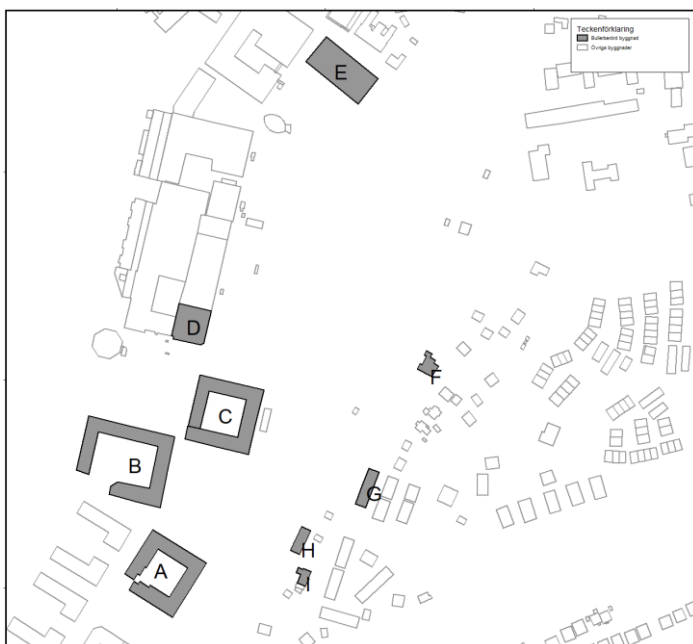 Teckenförklaring
Bullerberörd byggnad
Övriga byggnader
E
D
F
C
B
G
H
A
I